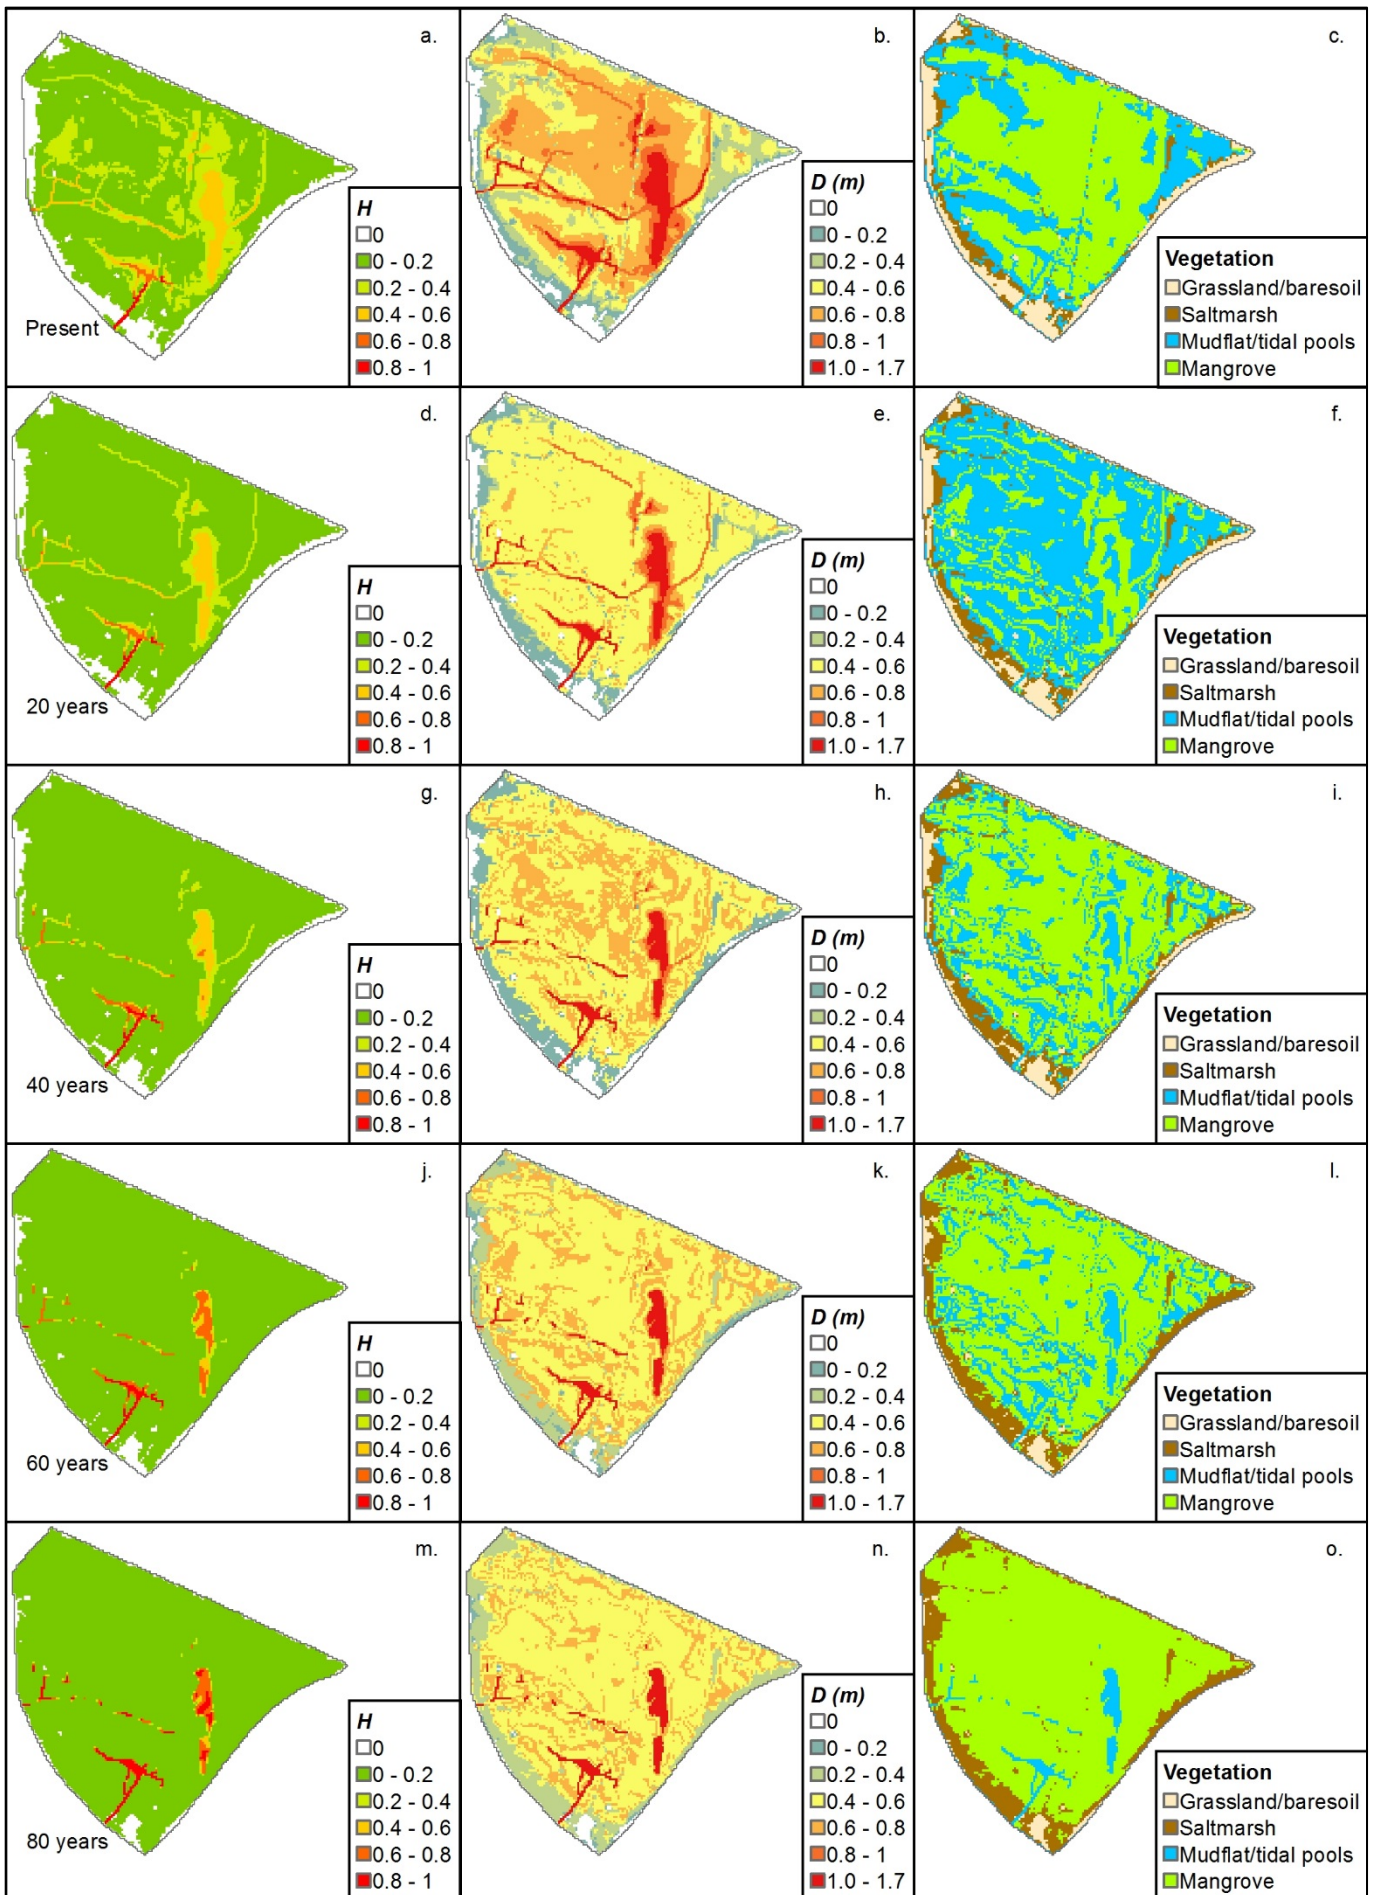 a.
Present
H
0
0 - 0.2
0.2 - 0.4
0.4 - 0.6
0.6 - 0.8
0.8 - 1
b.
D (m)
0
0 - 0.2
0.2 - 0.4
0.4 - 0.6
0.6 - 0.8
0.8 - 1
1.0 - 1.7
c.
Vegetation
Grassland/baresoil
Saltmarsh
Mudflat/tidal pools
Mangrove
d.
20 years
H
0
0 - 0.2
0.2 - 0.4
0.4 - 0.6
0.6 - 0.8
0.8 - 1
e.
D (m)
0
0 - 0.2
0.2 - 0.4
0.4 - 0.6
0.6 - 0.8
0.8 - 1
1.0 - 1.7
f.
Vegetation
Grassland/baresoil
Saltmarsh
Mudflat/tidal pools
Mangrove
g.
40 years
H
0
0 - 0.2
0.2 - 0.4
0.4 - 0.6
0.6 - 0.8
0.8 - 1
h.
D (m)
0
0 - 0.2
0.2 - 0.4
0.4 - 0.6
0.6 - 0.8
0.8 - 1
1.0 - 1.7
i.
Vegetation
Grassland/baresoil
Saltmarsh
Mudflat/tidal pools
Mangrove
j.
60 years
H
0
0 - 0.2
0.2 - 0.4
0.4 - 0.6
0.6 - 0.8
0.8 - 1
k.
D (m)
0
0 - 0.2
0.2 - 0.4
0.4 - 0.6
0.6 - 0.8
0.8 - 1
1.0 - 1.7
l.
Vegetation
Grassland/baresoil
Saltmarsh
Mudflat/tidal pools
Mangrove
m.
80 years
H
0
0 - 0.2
0.2 - 0.4
0.4 - 0.6
0.6 - 0.8
0.8 - 1
n.
D (m)
0
0 - 0.2
0.2 - 0.4
0.4 - 0.6
0.6 - 0.8
0.8 - 1
1.0 - 1.7
o.
Vegetation
Grassland/baresoil
Saltmarsh
Mudflat/tidal pools
Mangrove